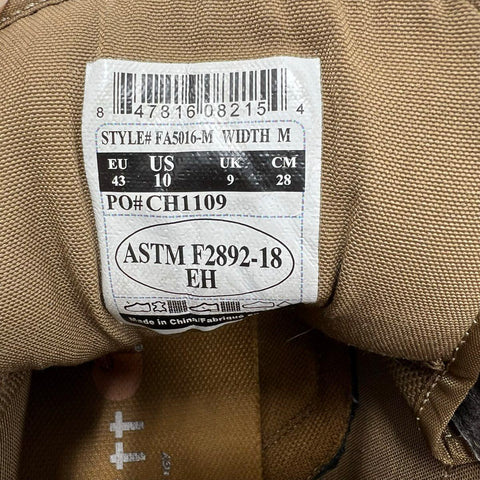 8 47816 08215 4
STYLE# FA5016-M WIDTH M
EU US UK CM
43 10 9 28
PO#CH1109
ASTM F2892-18
EH
Made in China/Fabrique